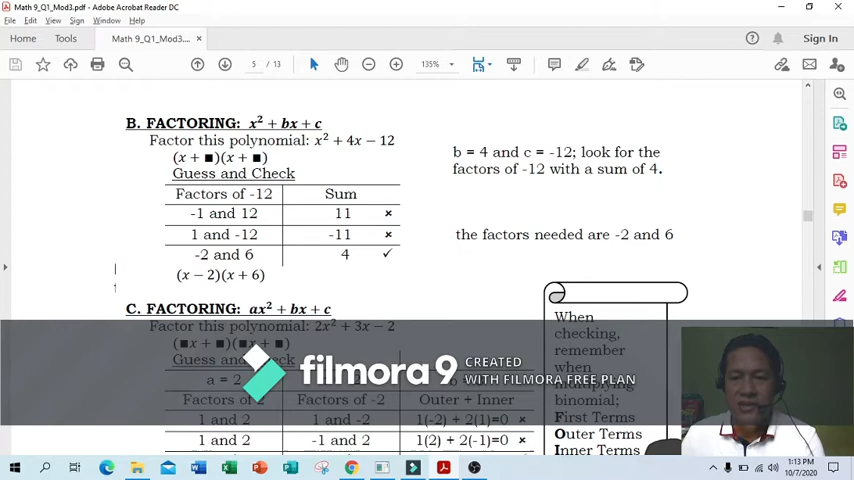 Math 9_Q1_Mod3.pdf - Adobe Acrobat Reader DC
File Edit View Sign Window Help
Home Tools Math 9_Q1_Mod3.... × Sign In
5 / 13 135%
B. FACTORING: x² + bx + c
Factor this polynomial: x² + 4x − 12
(x + ■)(x + ■)
Guess and Check
Factors of -12 Sum
-1 and 12 11 ×
1 and -12 -11 ×
-2 and 6 4 ✓
(x − 2)(x + 6)
b = 4 and c = -12; look for the
factors of -12 with a sum of 4.
the factors needed are -2 and 6
C. FACTORING: ax² + bx + c
Factor this polynomial: 2x² + 3x − 2
(■x + ■)(■x + ■)
Guess and Check
a = 2
Factors of 2 Factors of -2 Outer + Inner
1 and 2 1 and -2 1(-2) + 2(1)=0 ×
1 and 2 -1 and 2 1(2) + 2(-1)=0 ×
When
checking,
remember
when
multiplying
binomial;
First Terms
Outer Terms
Inner Terms
filmora 9 CREATED
WITH FILMORA FREE PLAN
1:13 PM
10/7/2020